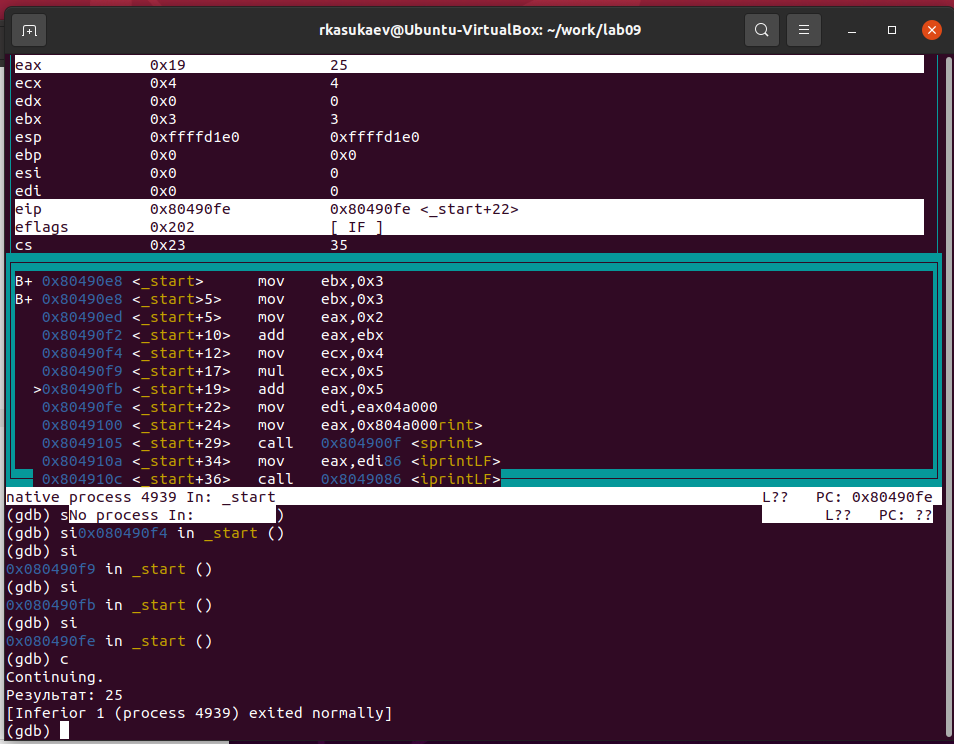 rkasukaev@Ubuntu-VirtualBox: ~/work/lab09
eax 0x19 25
ecx 0x4 4
edx 0x0 0
ebx 0x3 3
esp 0xffffd1e0 0xffffd1e0
ebp 0x0 0x0
esi 0x0 0
edi 0x0 0
eip 0x80490fe 0x80490fe <_start+22>
eflags 0x202 [ IF ]
cs 0x23 35
B+ 0x80490e8 <_start> mov ebx,0x3
B+ 0x80490e8 <_start>5> mov ebx,0x3
0x80490ed <_start+5> mov eax,0x2
0x80490f2 <_start+10> add eax,ebx
0x80490f4 <_start+12> mov ecx,0x4
0x80490f9 <_start+17> mul ecx,0x5
>0x80490fb <_start+19> add eax,0x5
0x80490fe <_start+22> mov edi,eax04a000
0x8049100 <_start+24> mov eax,0x804a000rint>
0x8049105 <_start+29> call 0x804900f <sprint>
0x804910a <_start+34> mov eax,edi86 <iprintLF>
0x804910c <_start+36> call 0x8049086 <iprintLF>
native process 4939 In: _start L?? PC: 0x80490fe
(gdb) sNo process In: ) L?? PC: ??
(gdb) si0x080490f4 in _start ()
(gdb) si
0x080490f9 in _start ()
(gdb) si
0x080490fb in _start ()
(gdb) si
0x080490fe in _start ()
(gdb) c
Continuing.
Результат: 25
[Inferior 1 (process 4939) exited normally]
(gdb)